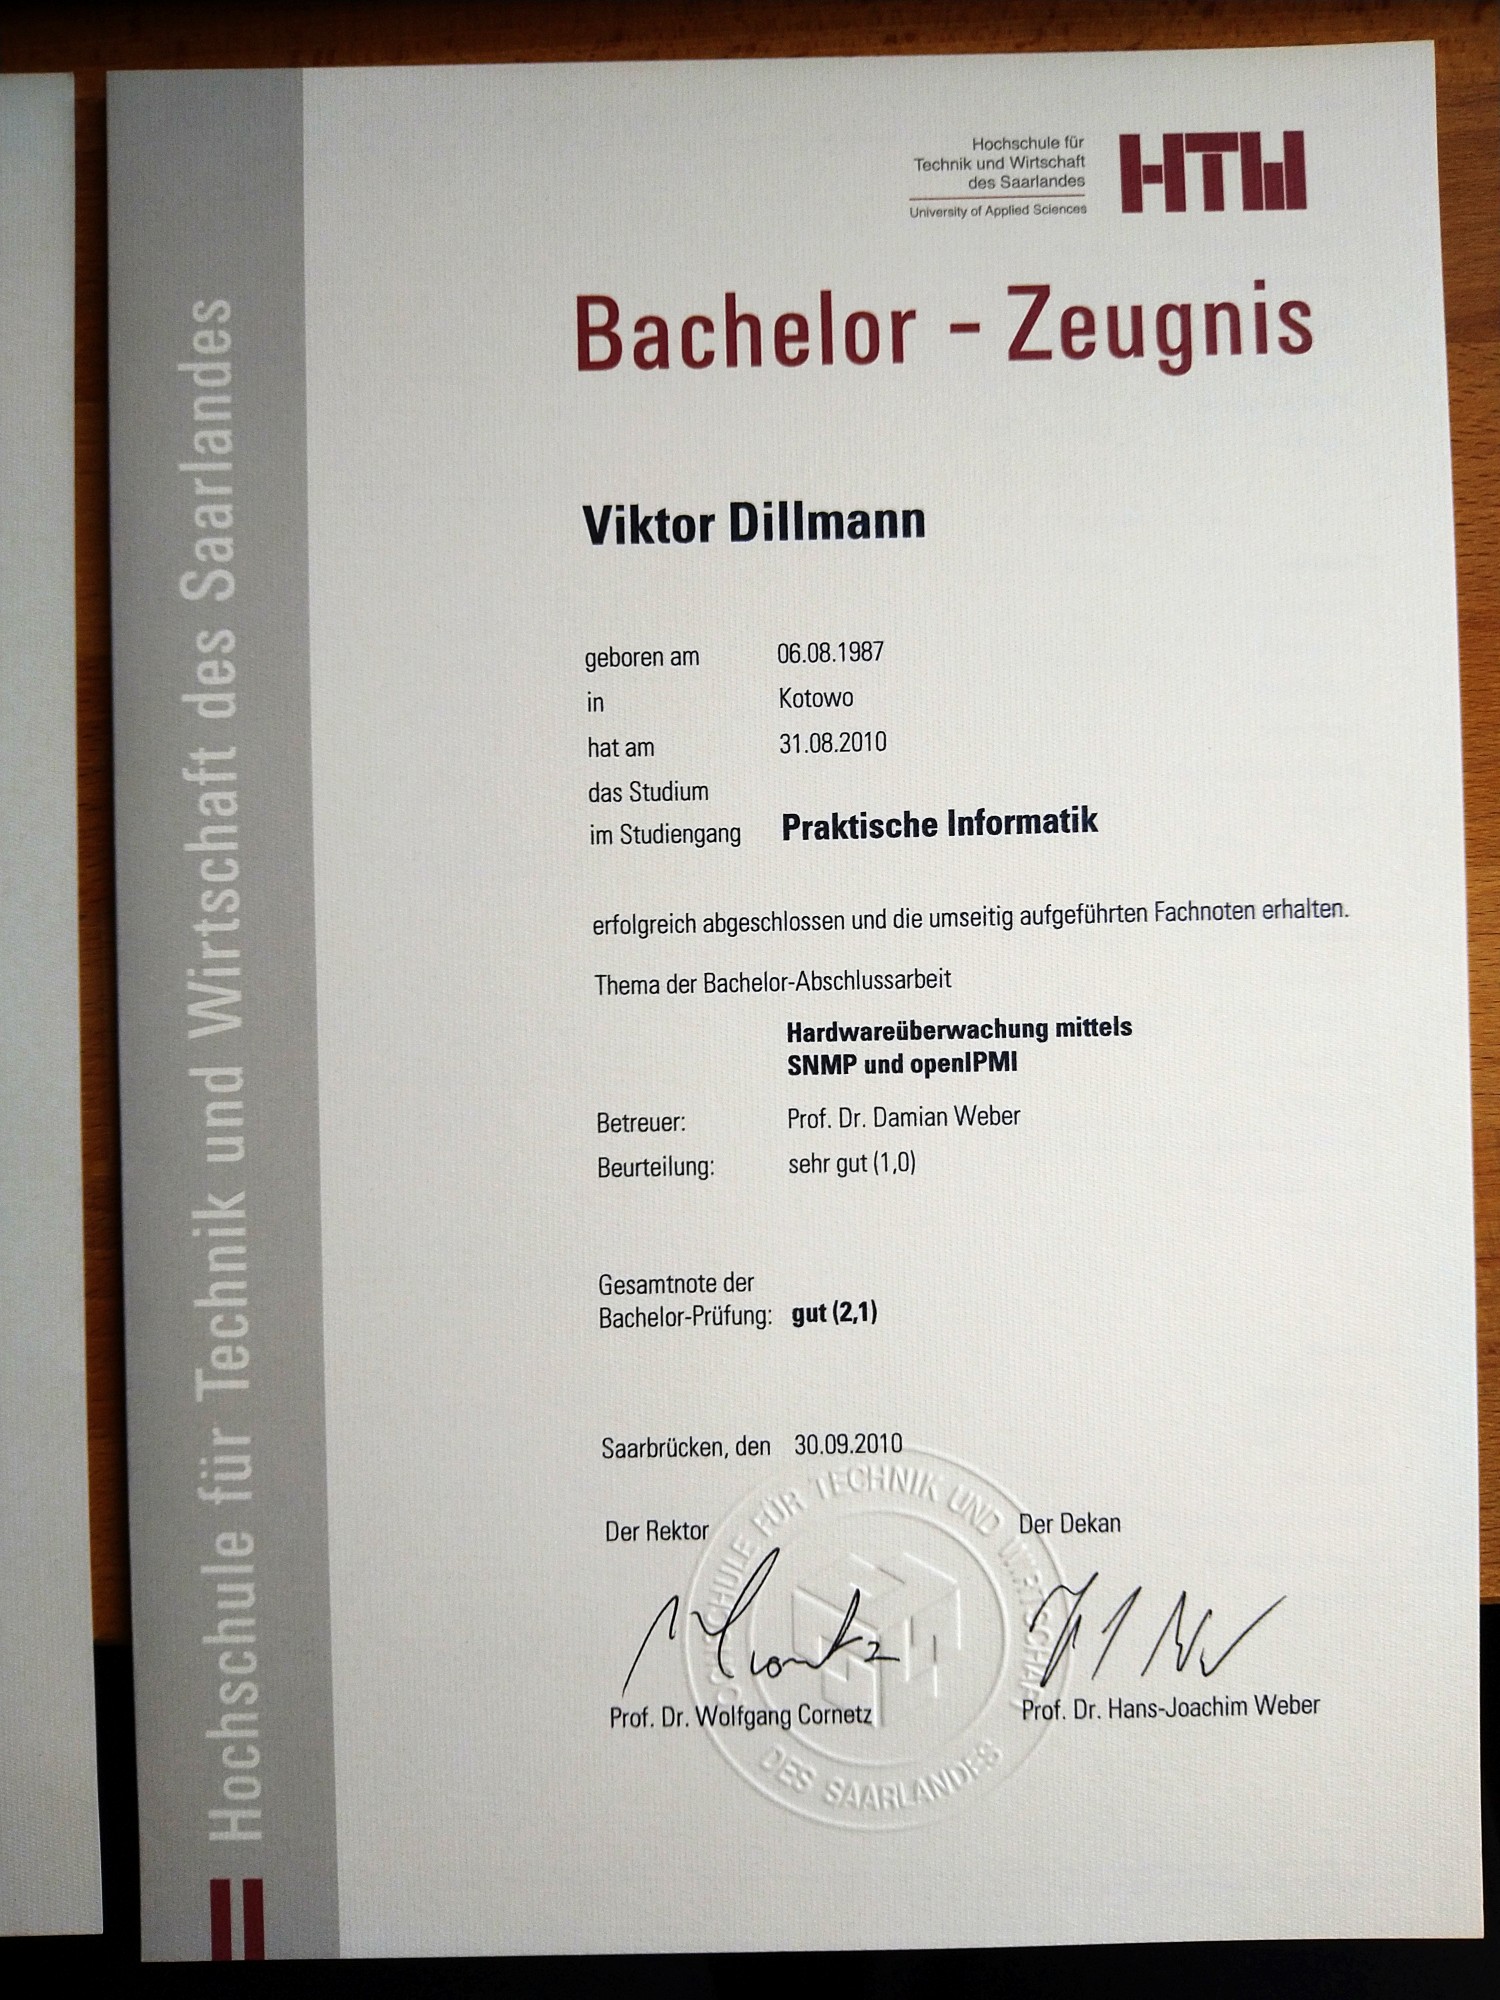 Hochschule für
Technik und Wirtschaft
des Saarlandes
University of Applied Sciences
HTW
Bachelor - Zeugnis
Viktor Dillmann
geboren am 06.08.1987
in Kotowo
hat am 31.08.2010
das Studium
im Studiengang Praktische Informatik
erfolgreich abgeschlossen und die umseitig aufgeführten Fachnoten erhalten.
Thema der Bachelor-Abschlussarbeit
Hardwareüberwachung mittels
SNMP und openIPMI
Betreuer: Prof. Dr. Damian Weber
Beurteilung: sehr gut (1,0)
Gesamtnote der
Bachelor-Prüfung: gut (2,1)
Saarbrücken, den 30.09.2010
Der Rektor Der Dekan
Prof. Dr. Wolfgang Cornetz Prof. Dr. Hans-Joachim Weber
HOCHSCHULE FÜR TECHNIK UND WIRTSCHAFT
DES SAARLANDES
Hochschule für Technik und Wirtschaft des Saarlandes